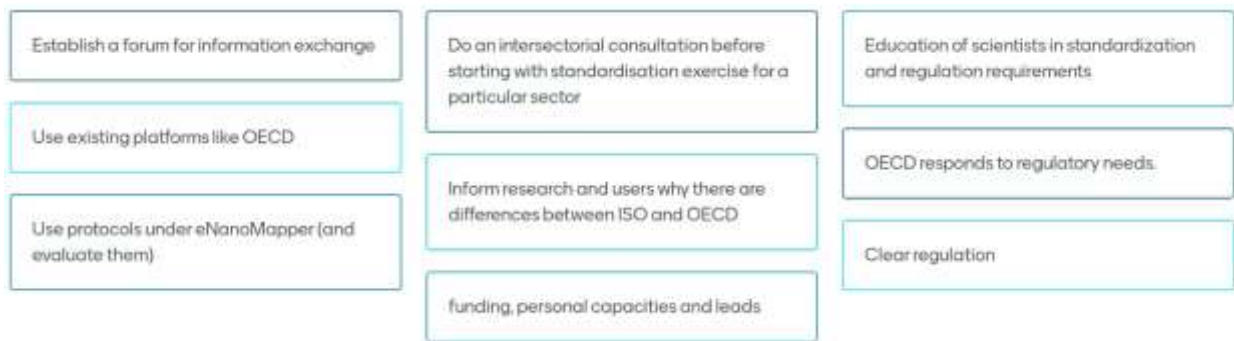 Establish a forum for information exchange
Use existing platforms like OECD
Use protocols under eNanoMapper (and
evaluate them)
Do an intersectorial consultation before
starting with standardisation exercise for a
particular sector
Inform research and users why there are
differences between ISO and OECD
funding, personal capacities and leads
Education of scientists in standardization
and regulation requirements
OECD responds to regulatory needs.
Clear regulation